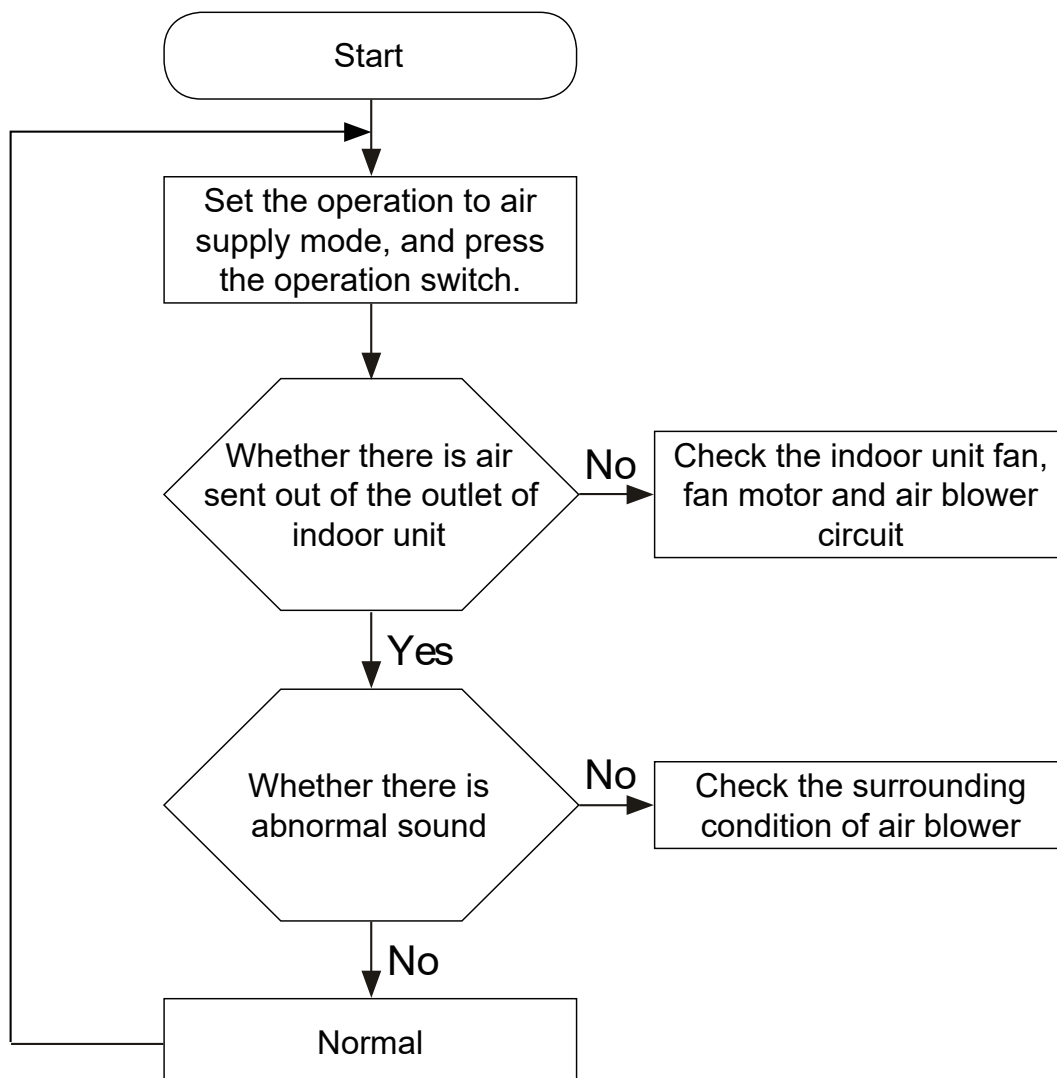 Start
Set the operation to air
supply mode, and press
the operation switch.
Whether there is air
sent out of the outlet of
indoor unit
No
Check the indoor unit fan,
fan motor and air blower
circuit
Yes
Whether there is
abnormal sound
No
Check the surrounding
condition of air blower
No
Normal